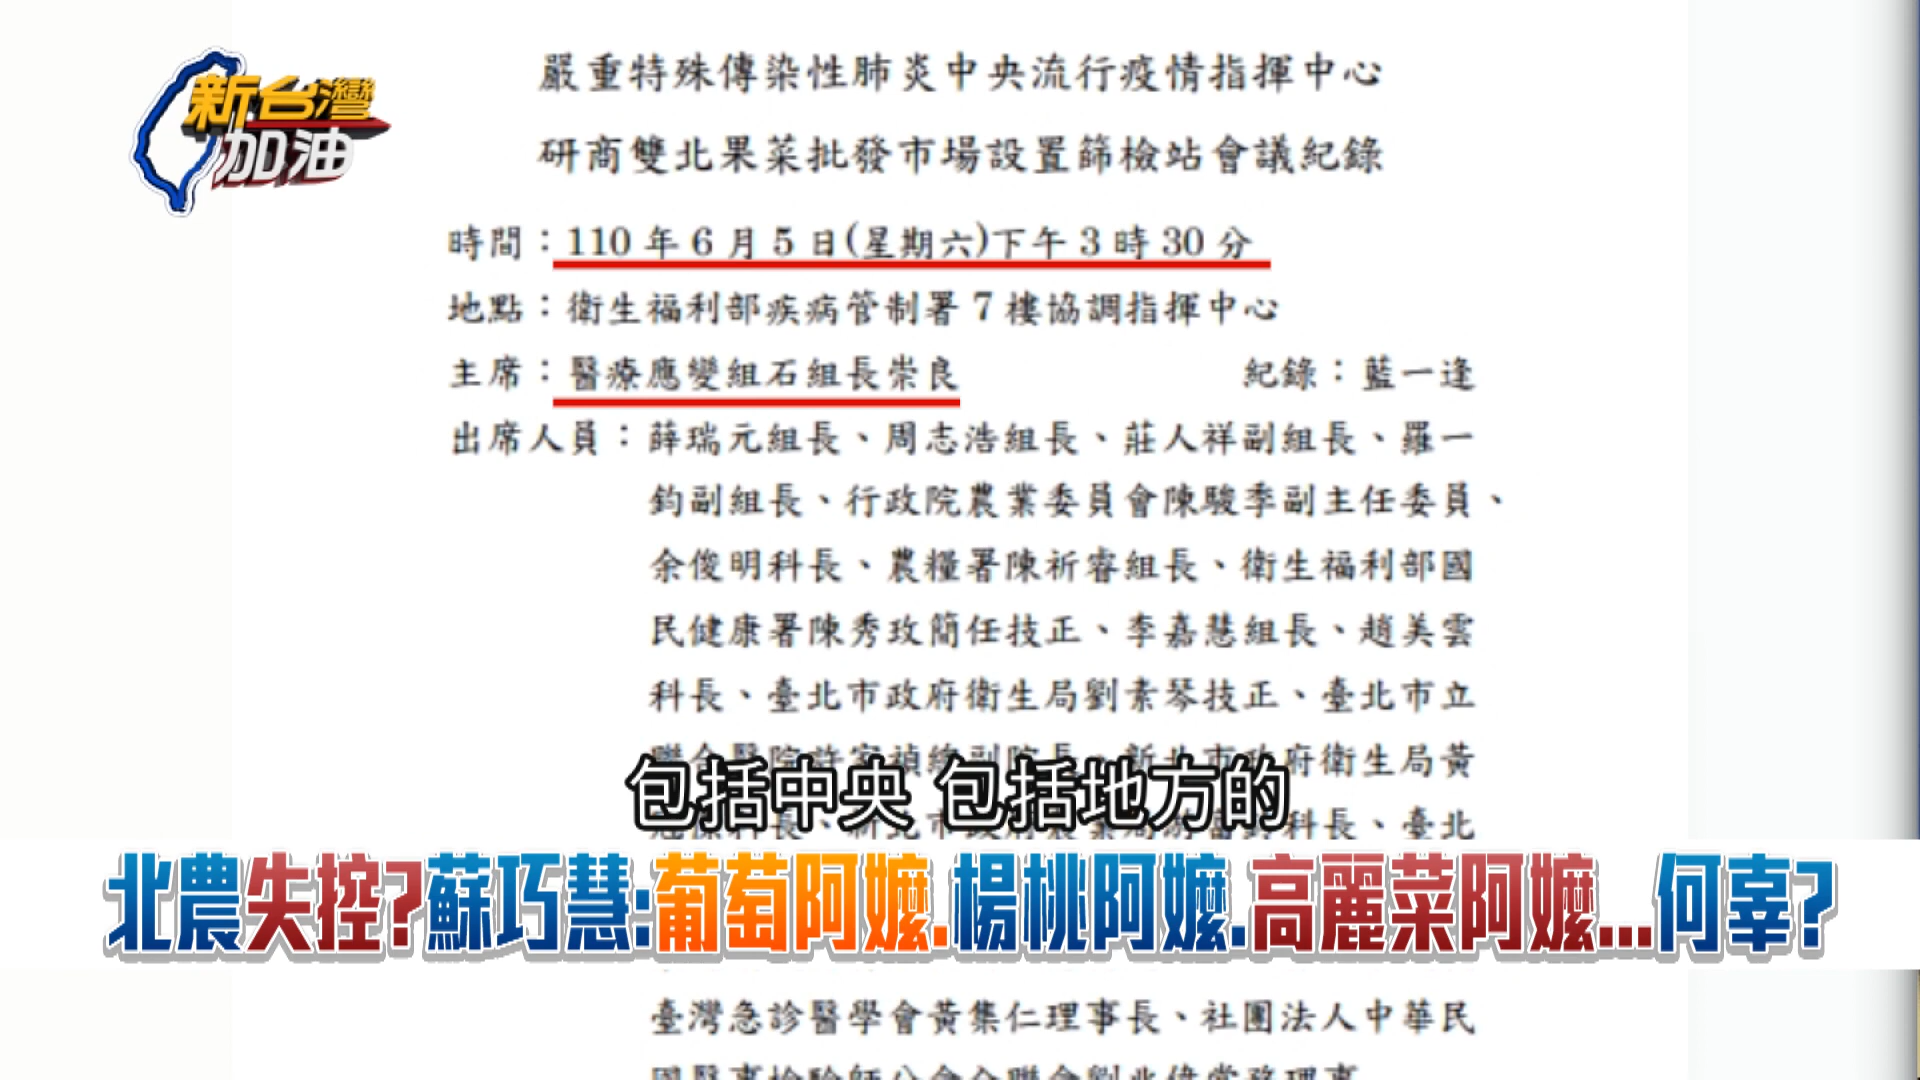 新台灣
加油
嚴重特殊傳染性肺炎中央流行疫情指揮中心
研商雙北果菜批發市場設置篩檢站會議紀錄
時間：110 年 6 月 5 日(星期六)下午 3 時 30 分
地點：衛生福利部疾病管制署 7 樓協調指揮中心
主席：醫療應變組石組長崇良 紀錄：藍一逢
出席人員：薛瑞元組長、周志浩組長、莊人祥副組長、羅一
鈞副組長、行政院農業委員會陳駿季副主任委員、
余俊明科長、農糧署陳祈睿組長、衛生福利部國
民健康署陳秀玫簡任技正、李嘉慧組長、趙美雲
科長、臺北市政府衛生局劉素琴技正、臺北市立
新北市政府衛生局黃
科長、臺北
包括中央 包括地方的
北農失控?蘇巧慧:葡萄阿嬤.楊桃阿嬤.高麗菜阿嬤...何辜?
臺灣急診醫學會黃集仁理事長、社團法人中華民